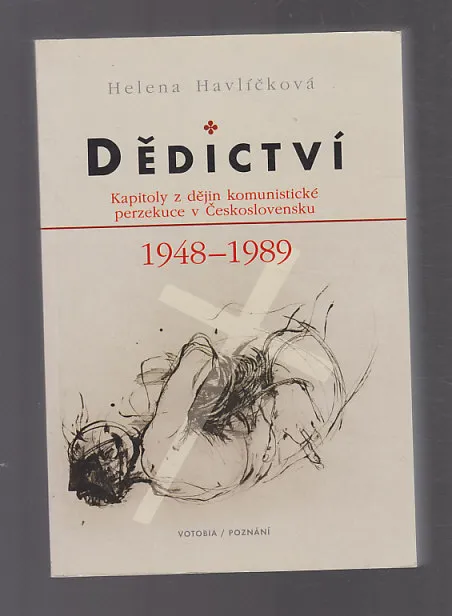 Helena Havlíčková
DĚDICTVÍ
Kapitoly z dějin komunistické
perzekuce v Československu
1948–1989
VOTOBIA / POZNÁNÍ